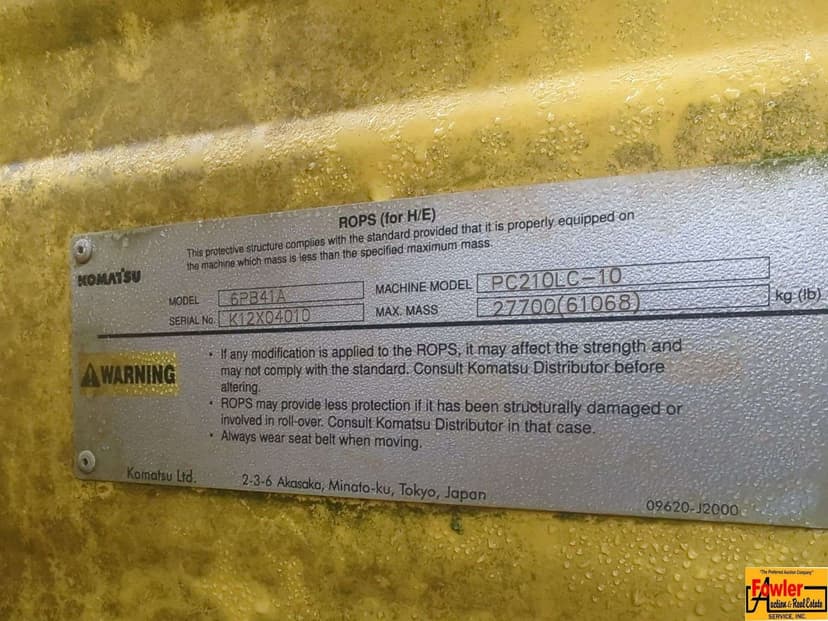 ROPS (for H/E)
This protective structure complies with the standard provided that it is properly equipped on
the machine which mass is less than the specified maximum mass.
KOMATSU
MODEL 6PB41A MACHINE MODEL PC210LC-10
SERIAL No. K12X04010 MAX. MASS 27700(61068) kg (lb)
WARNING
• If any modification is applied to the ROPS, it may affect the strength and
may not comply with the standard. Consult Komatsu Distributor before
altering.
• ROPS may provide less protection if it has been structurally damaged or
involved in roll-over. Consult Komatsu Distributor in that case.
• Always wear seat belt when moving.
Komatsu Ltd. 2-3-6 Akasaka, Minato-ku, Tokyo, Japan
09620-J2000
"The Preferred Auction Company"
Fowler
Auction & Real Estate
SERVICE, INC.